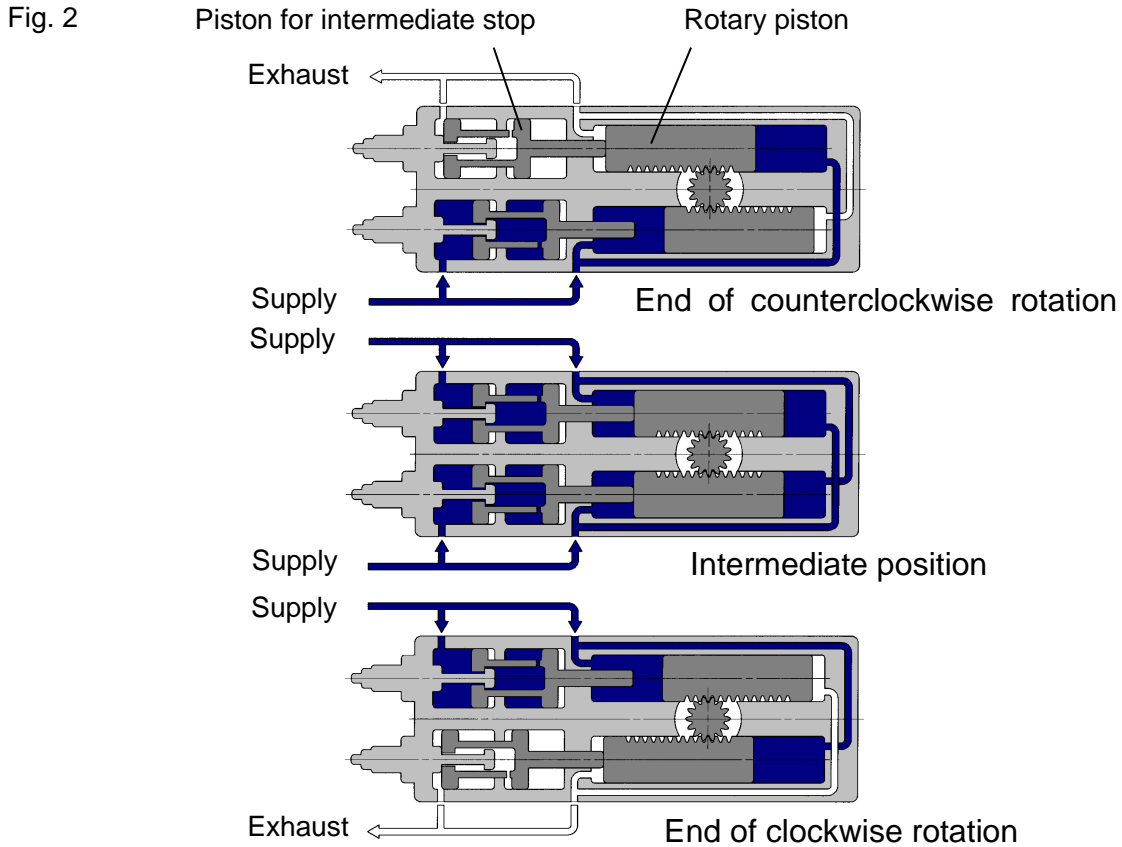 Fig. 2
Piston for intermediate stop
Rotary piston
Exhaust
Supply
End of counterclockwise rotation
Supply
Supply
Intermediate position
Supply
Exhaust
End of clockwise rotation